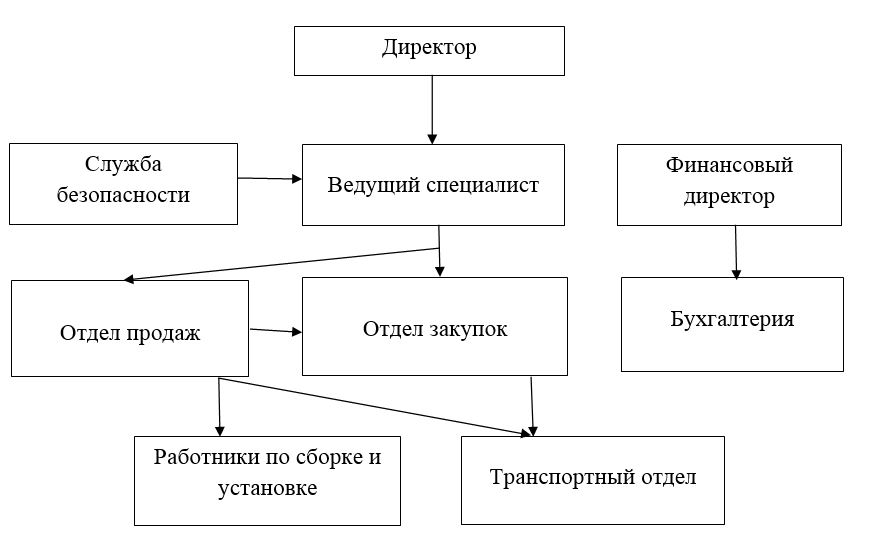 Директор
Служба
безопасности
Ведущий специалист
Финансовый
директор
Отдел продаж
Отдел закупок
Бухгалтерия
Работники по сборке и
установке
Транспортный отдел